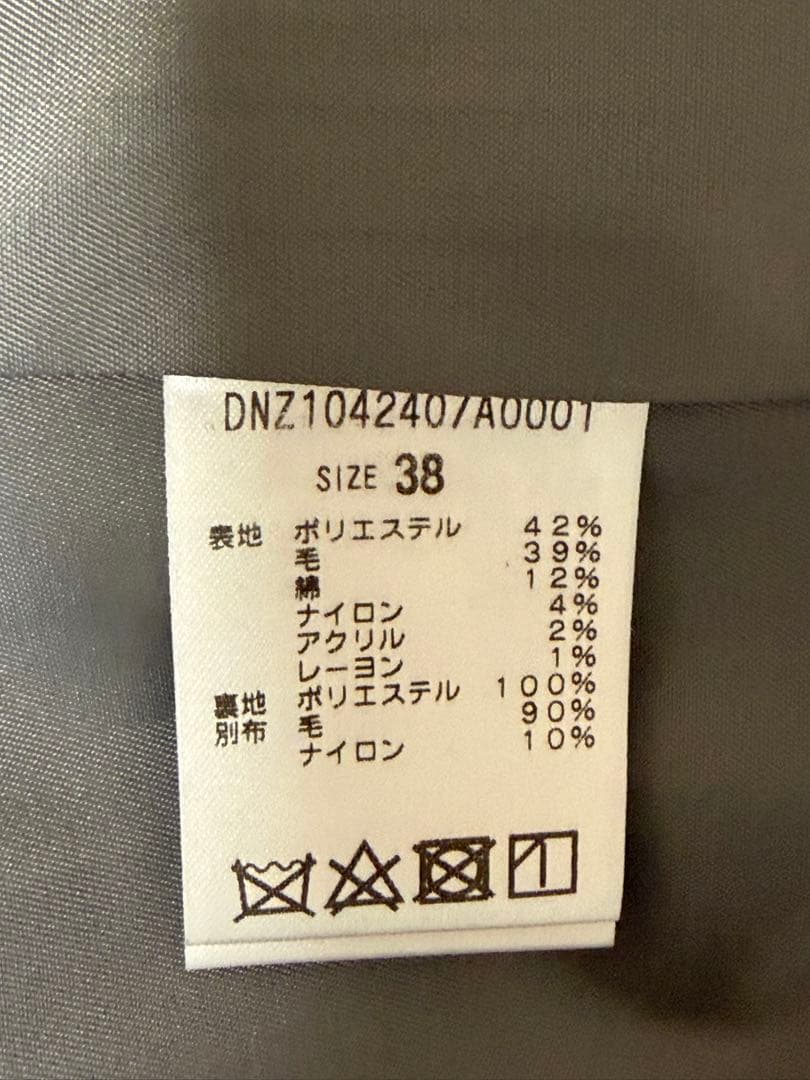 DNZ1042407A0001
SIZE 38
表地 ポリエステル 42%
毛 39%
綿 12%
ナイロン 4%
アクリル 2%
レーヨン 1%
裏地 ポリエステル 100%
別布 毛 90%
ナイロン 10%